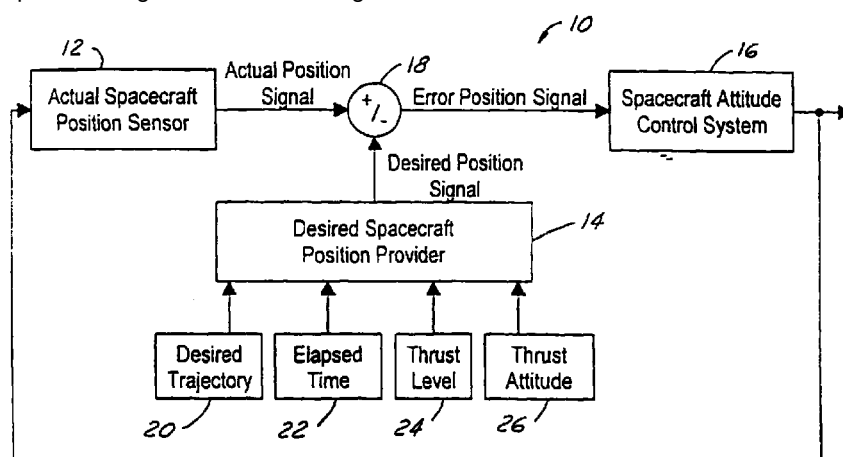 10
12
Actual Spacecraft
Position Sensor
Actual Position
Signal
18
+/-
Error Position Signal
16
Spacecraft Attitude
Control System
Desired Position
Signal
14
Desired Spacecraft
Position Provider
Desired
Trajectory
20
Elapsed
Time
22
Thrust
Level
24
Thrust
Attitude
26